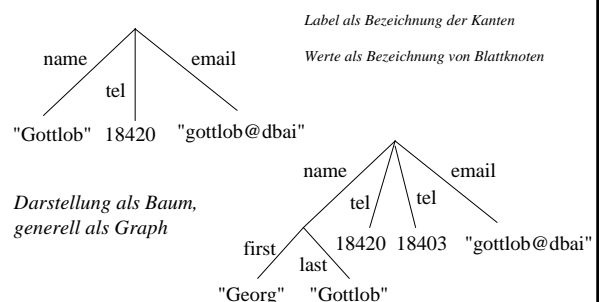 Label als Bezeichnung der Kanten
Werte als Bezeichnung von Blattknoten
name
email
tel
"Gottlob" 18420 "gottlob@dbai"
Darstellung als Baum,
generell als Graph
name
email
tel
tel
first
last
18420 18403 "gottlob@dbai"
"Georg" "Gottlob"